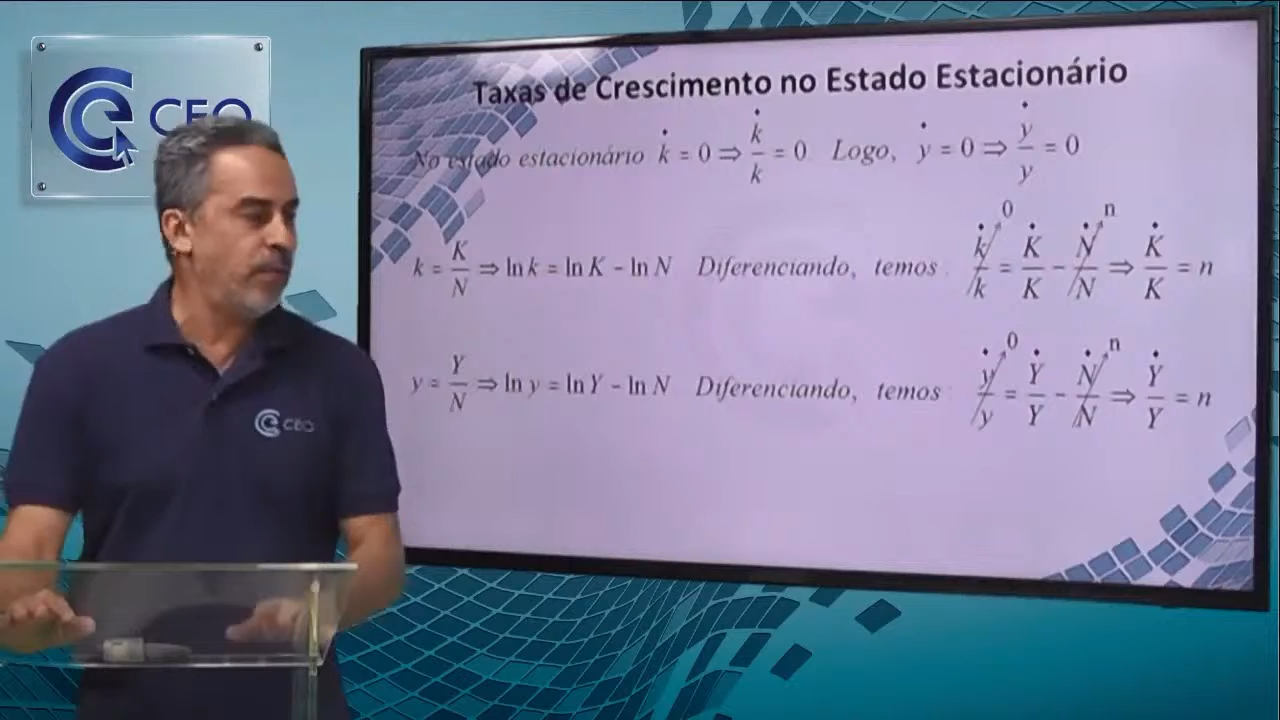 CEO
Taxas de Crescimento no Estado Estacionário
No estado estacionário k̇ = 0 ⇒ k̇/k = 0 Logo, ẏ = 0 ⇒ ẏ/y = 0
k = K/N ⇒ ln k = ln K − ln N Diferenciando, temos k̇/k 0 = K̇/K − Ṅ/N n ⇒ K̇/K = n
y = Y/N ⇒ ln y = ln Y − ln N Diferenciando, temos ẏ/y 0 = Ẏ/Y − Ṅ/N n ⇒ Ẏ/Y = n
CEO